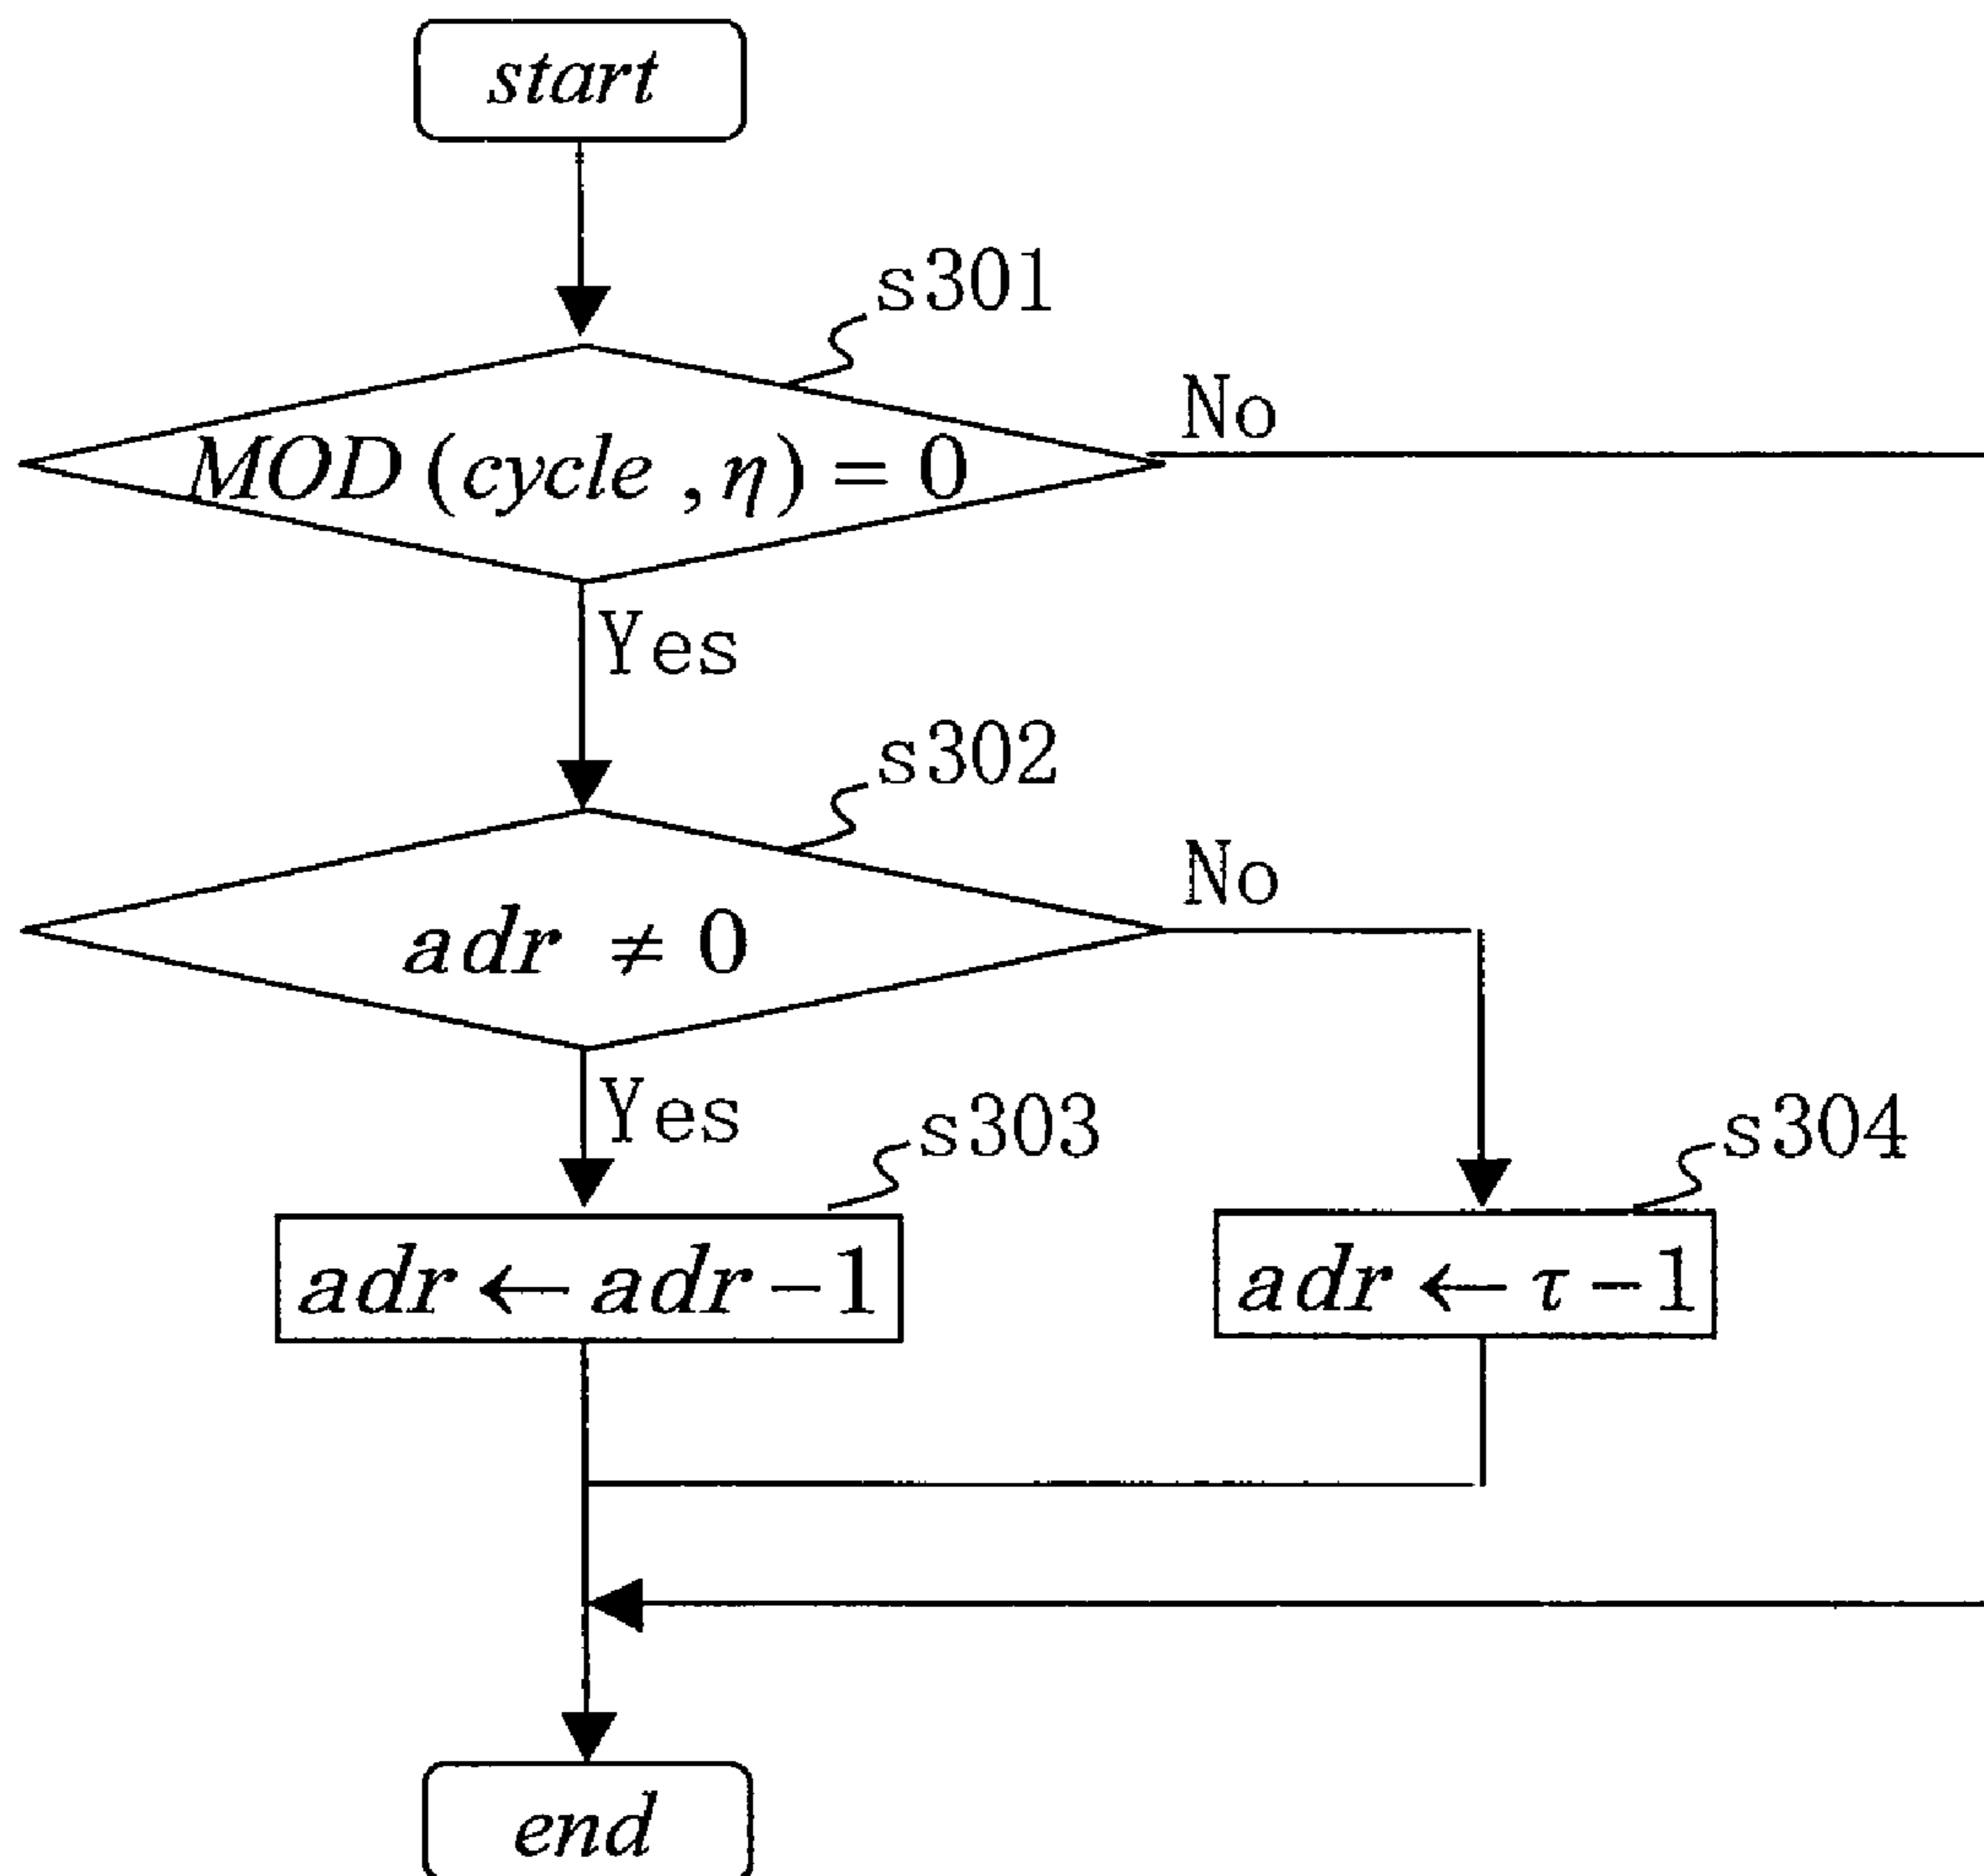 start
s301
No
MOD(cycle ,η)= 0
Yes
s302
No
adr ≠ 0
Yes
s303
s304
adr ← adr−1
adr ← τ−1
end